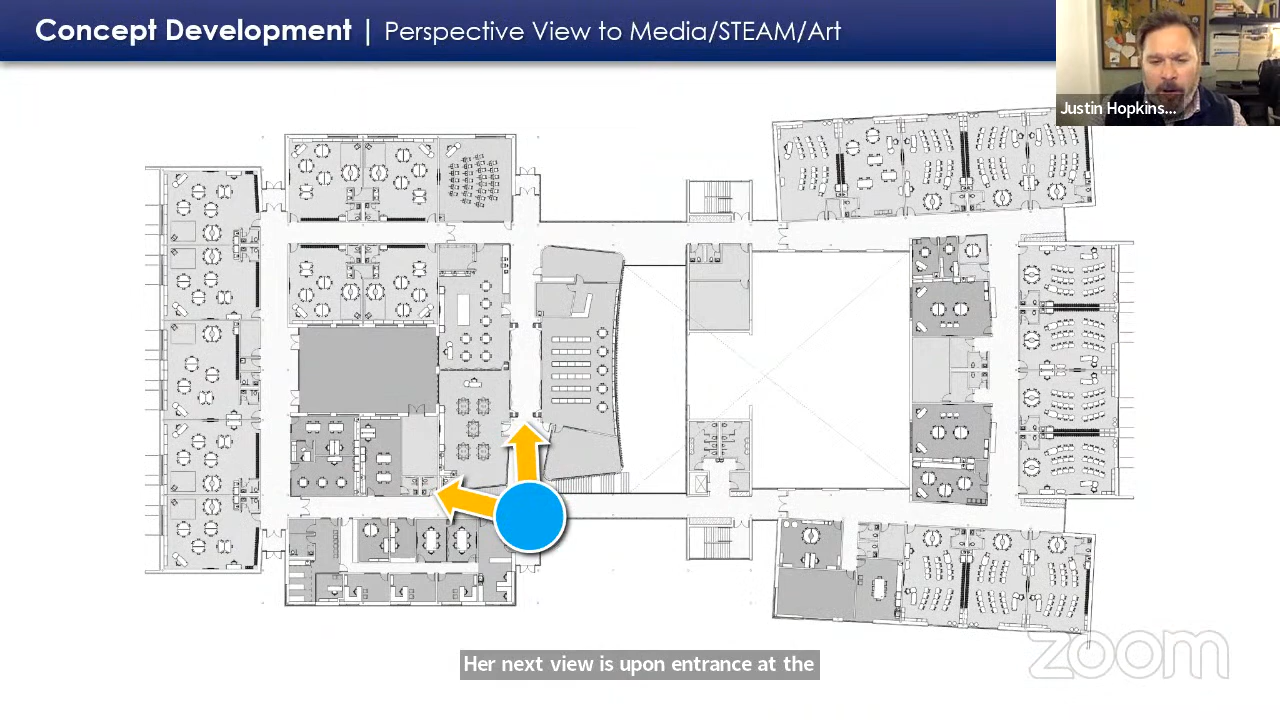 Concept Development | Perspective View to Media/STEAM/Art
Justin Hopkins...
Her next view is upon entrance at the
zoom